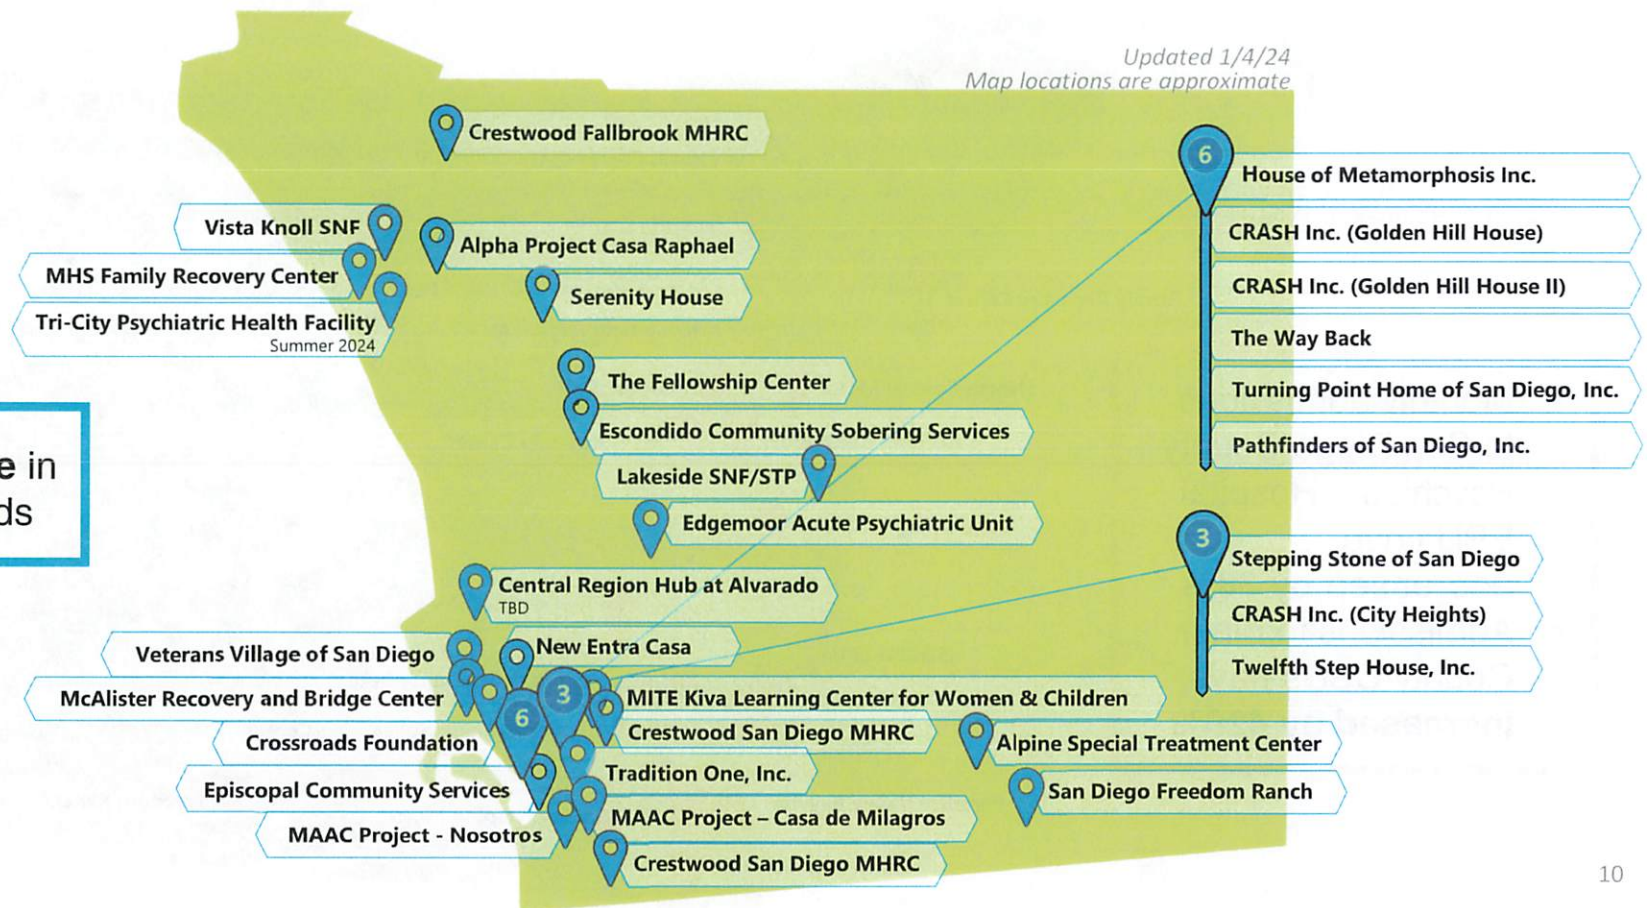 Updated 1/4/24
Map locations are approximate
Crestwood Fallbrook MHRC
6
House of Metamorphosis Inc.
Vista Knoll SNF
CRASH Inc. (Golden Hill House)
Alpha Project Casa Raphael
MHS Family Recovery Center
CRASH Inc. (Golden Hill House II)
Serenity House
Tri-City Psychiatric Health Facility
Summer 2024
The Way Back
The Fellowship Center
Turning Point Home of San Diego, Inc.
Escondido Community Sobering Services
Pathfinders of San Diego, Inc.
e in
ds
Lakeside SNF/STP
Edgemoor Acute Psychiatric Unit
3
Stepping Stone of San Diego
Central Region Hub at Alvarado
TBD
CRASH Inc. (City Heights)
New Entra Casa
Veterans Village of San Diego
Twelfth Step House, Inc.
McAlister Recovery and Bridge Center
3
MITE Kiva Learning Center for Women & Children
6
Crestwood San Diego MHRC
Crossroads Foundation
Alpine Special Treatment Center
Tradition One, Inc.
Episcopal Community Services
San Diego Freedom Ranch
MAAC Project – Casa de Milagros
MAAC Project - Nosotros
Crestwood San Diego MHRC
10